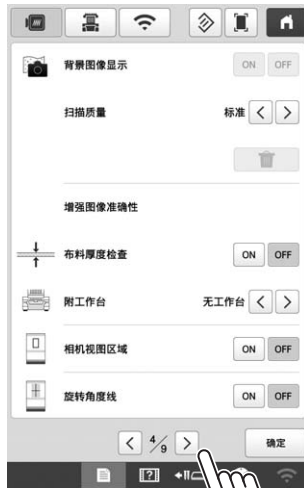 背景图像显示 ON OFF
扫描质量 标准
增强图像准确性
布料厚度检查 ON OFF
附工作台 无工作台
相机视图区域 ON OFF
旋转角度线 ON OFF
4/9 确定